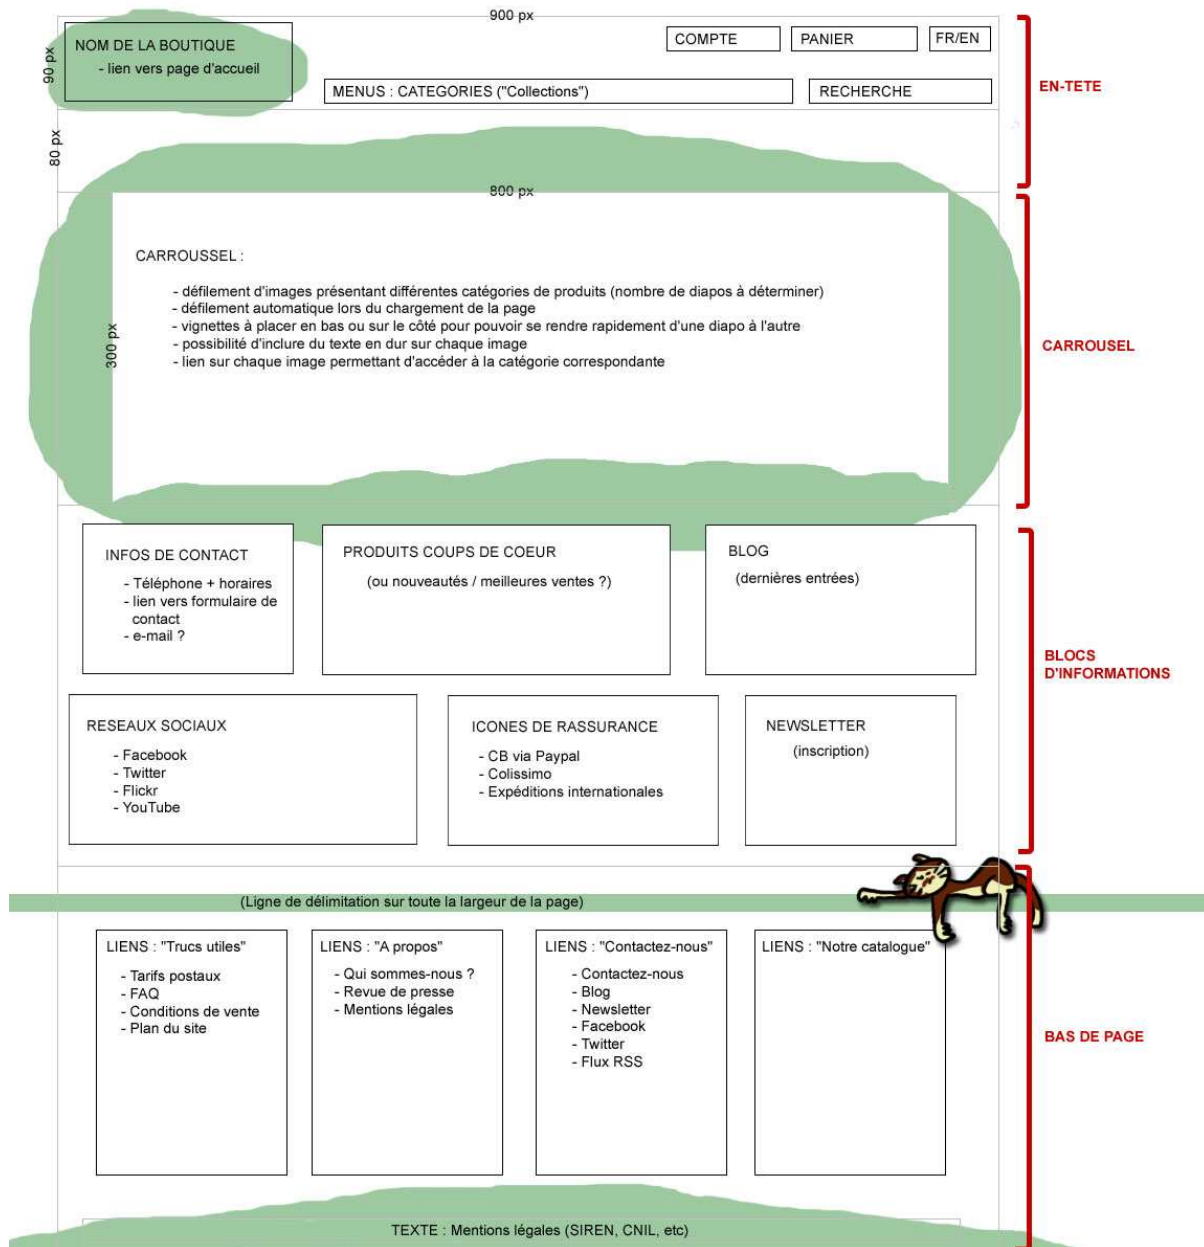 900 px
NOM DE LA BOUTIQUE
- lien vers page d'accueil
COMPTE
PANIER
FR/EN
90 px
MENUS : CATEGORIES ("Collections")
RECHERCHE
EN-TETE
80 px
800 px
CARROUSSEL :
- défilement d'images présentant différentes catégories de produits (nombre de diapos à déterminer)
- défilement automatique lors du chargement de la page
- vignettes à placer en bas ou sur le côté pour pouvoir se rendre rapidement d'une diapo à l'autre
- possibilité d'inclure du texte en dur sur chaque image
- lien sur chaque image permettant d'accéder à la catégorie correspondante
300 px
CARROUSEL
INFOS DE CONTACT
- Téléphone + horaires
- lien vers formulaire de
contact
- e-mail ?
PRODUITS COUPS DE COEUR
(ou nouveautés / meilleures ventes ?)
BLOG
(dernières entrées)
BLOCS
D'INFORMATIONS
RESEAUX SOCIAUX
- Facebook
- Twitter
- Flickr
- YouTube
ICONES DE RASSURANCE
- CB via Paypal
- Colissimo
- Expéditions internationales
NEWSLETTER
(inscription)
(Ligne de délimitation sur toute la largeur de la page)
LIENS : "Trucs utiles"
- Tarifs postaux
- FAQ
- Conditions de vente
- Plan du site
LIENS : "A propos"
- Qui sommes-nous ?
- Revue de presse
- Mentions légales
LIENS : "Contactez-nous"
- Contactez-nous
- Blog
- Newsletter
- Facebook
- Twitter
- Flux RSS
LIENS : "Notre catalogue"
BAS DE PAGE
TEXTE : Mentions légales (SIREN, CNIL, etc)